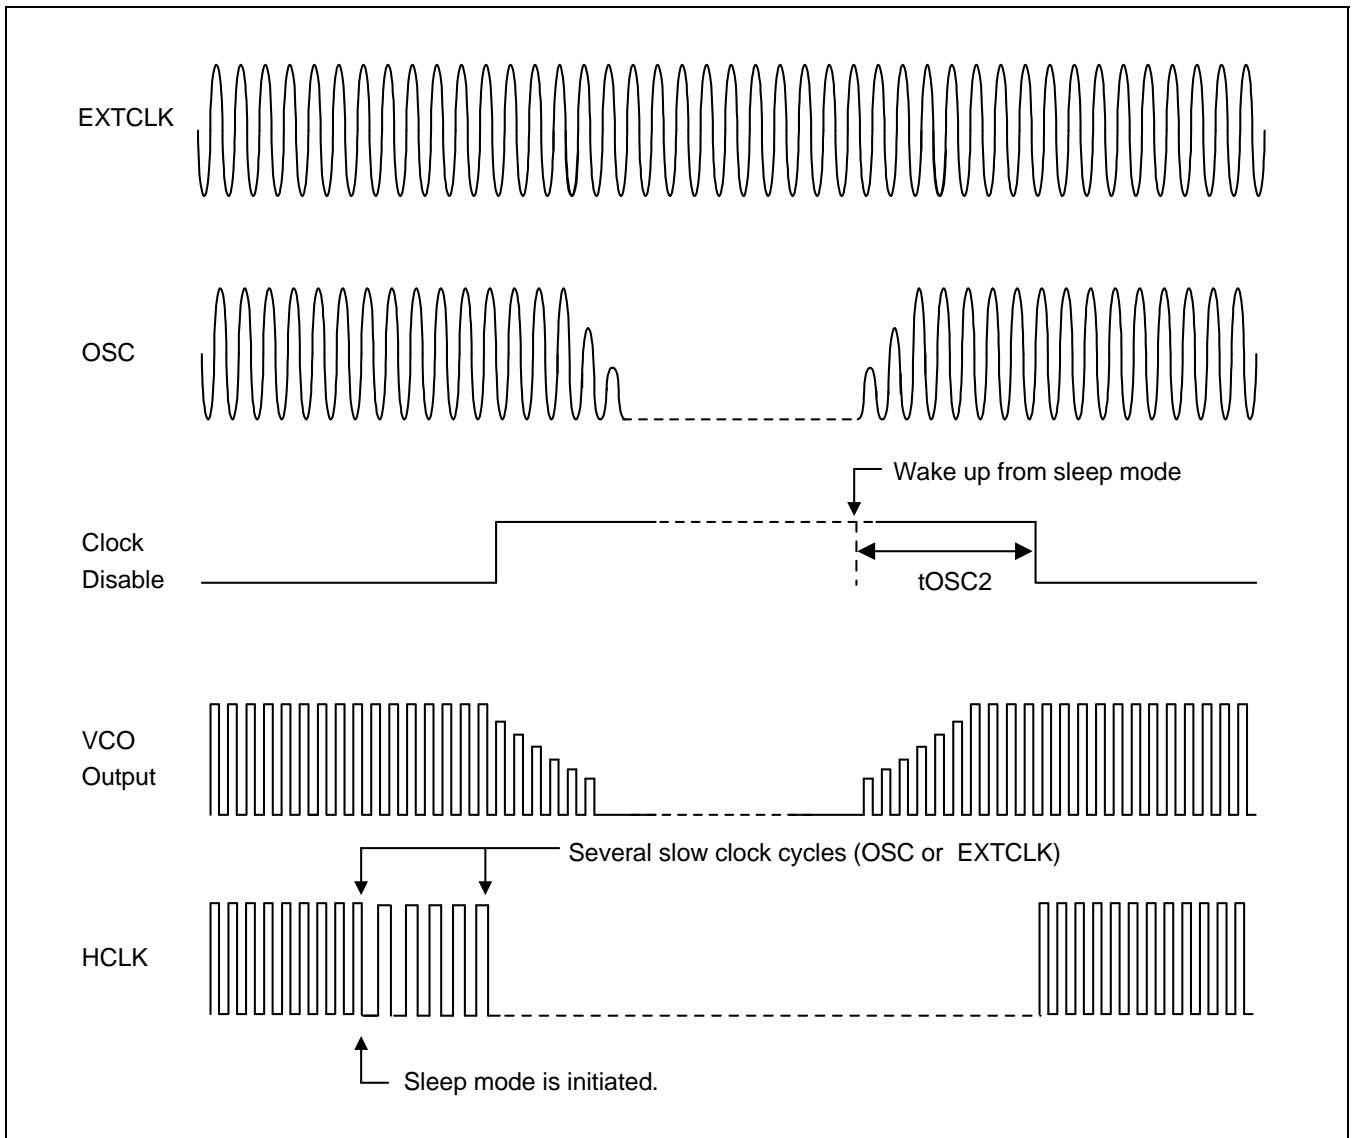 EXTCLK
OSC
Wake up from sleep mode
Clock
Disable
tOSC2
VCO
Output
Several slow clock cycles (OSC or EXTCLK)
HCLK
Sleep mode is initiated.